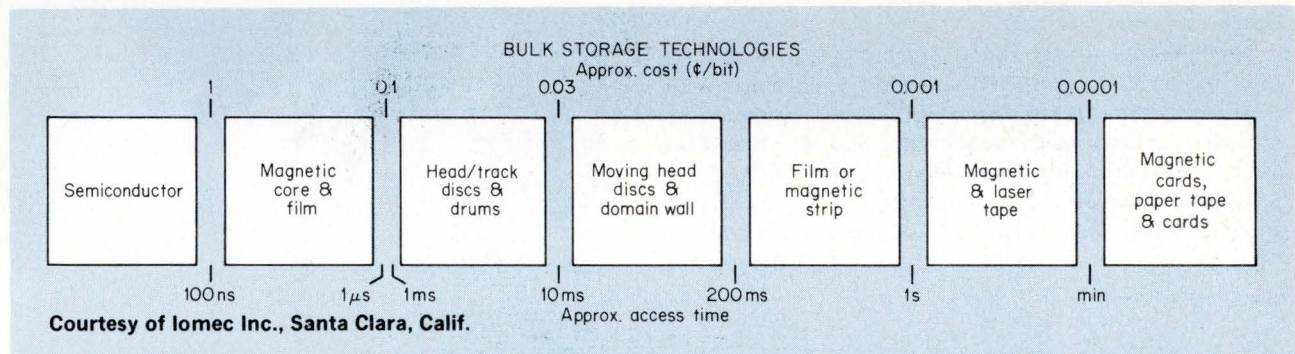 BULK STORAGE TECHNOLOGIES
Approx. cost (¢/bit)
1 0.1 0.03 0.001 0.0001
Semiconductor
Magnetic
core &
film
Head/track
discs &
drums
Moving head
discs &
domain wall
Film or
magnetic
strip
Magnetic
& laser
tape
Magnetic
cards,
paper tape
& cards
100ns 1μs 1ms 10ms 200ms 1s min
Approx. access time
Courtesy of Iomec Inc., Santa Clara, Calif.